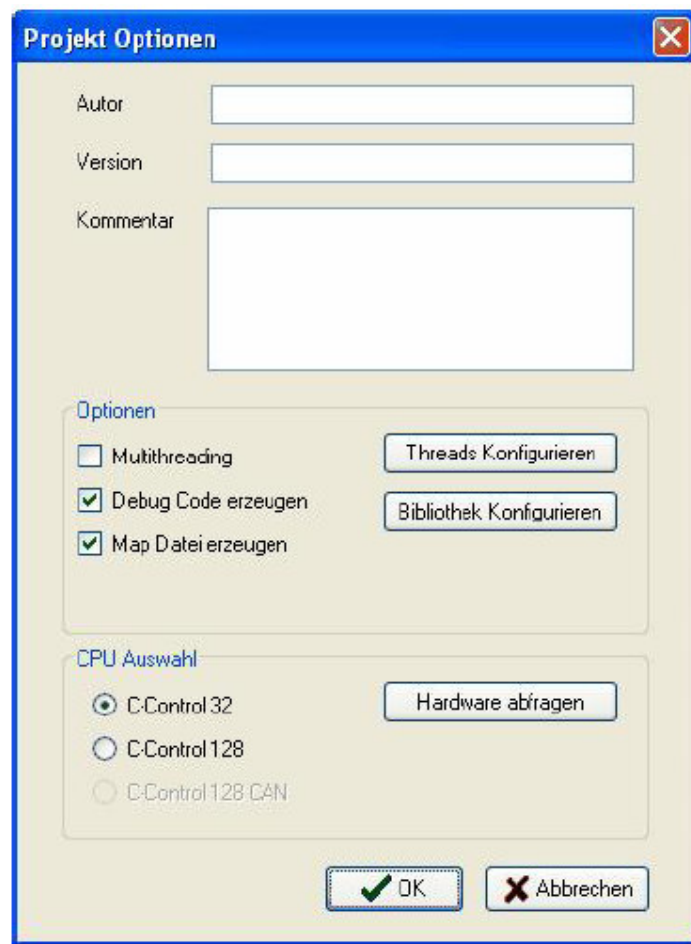 Projekt Optionen
Autor
Version
Kommentar
Optionen
Multithreading
Threads Konfigurieren
Debug Code erzeugen
Bibliothek Konfigurieren
Map Datei erzeugen
CPU Auswahl
C-Control 32
Hardware abfragen
C-Control 128
C-Control 128 CAN
OK
Abbrechen